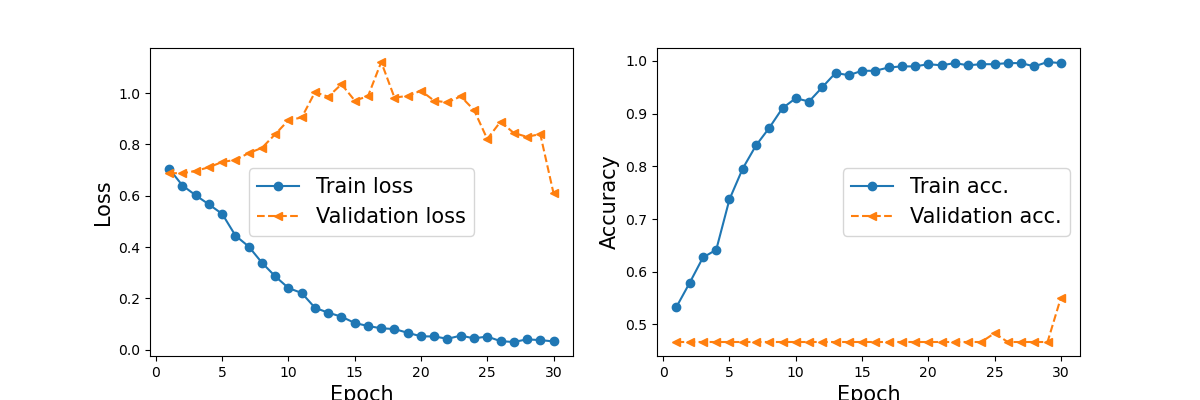 Loss
1.0
0.8
0.6
0.4
0.2
0.0
Train loss
Validation loss
0 5 10 15 20 25 30
Epoch
Accuracy
1.0
0.9
0.8
0.7
0.6
0.5
Train acc.
Validation acc.
0 5 10 15 20 25 30
Epoch